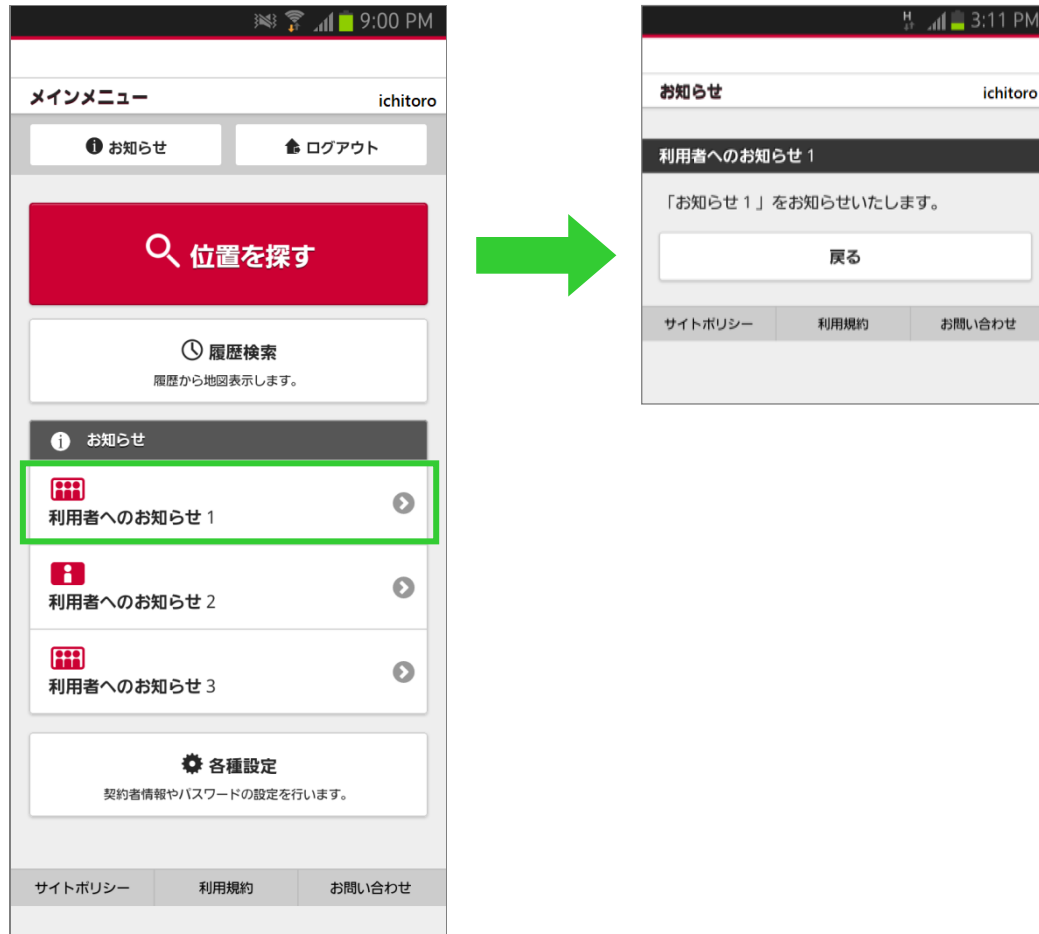 9:00 PM
メインメニュー
ichitoro
お知らせ
ログアウト
位置を探す
履歴検索
履歴から地図表示します。
お知らせ
利用者へのお知らせ 1
利用者へのお知らせ 2
利用者へのお知らせ 3
各種設定
契約者情報やパスワードの設定を行います。
サイトポリシー
利用規約
お問い合わせ
H
3:11 PM
お知らせ
ichitoro
利用者へのお知らせ 1
「お知らせ 1 」をお知らせいたします。
戻る
サイトポリシー
利用規約
お問い合わせ